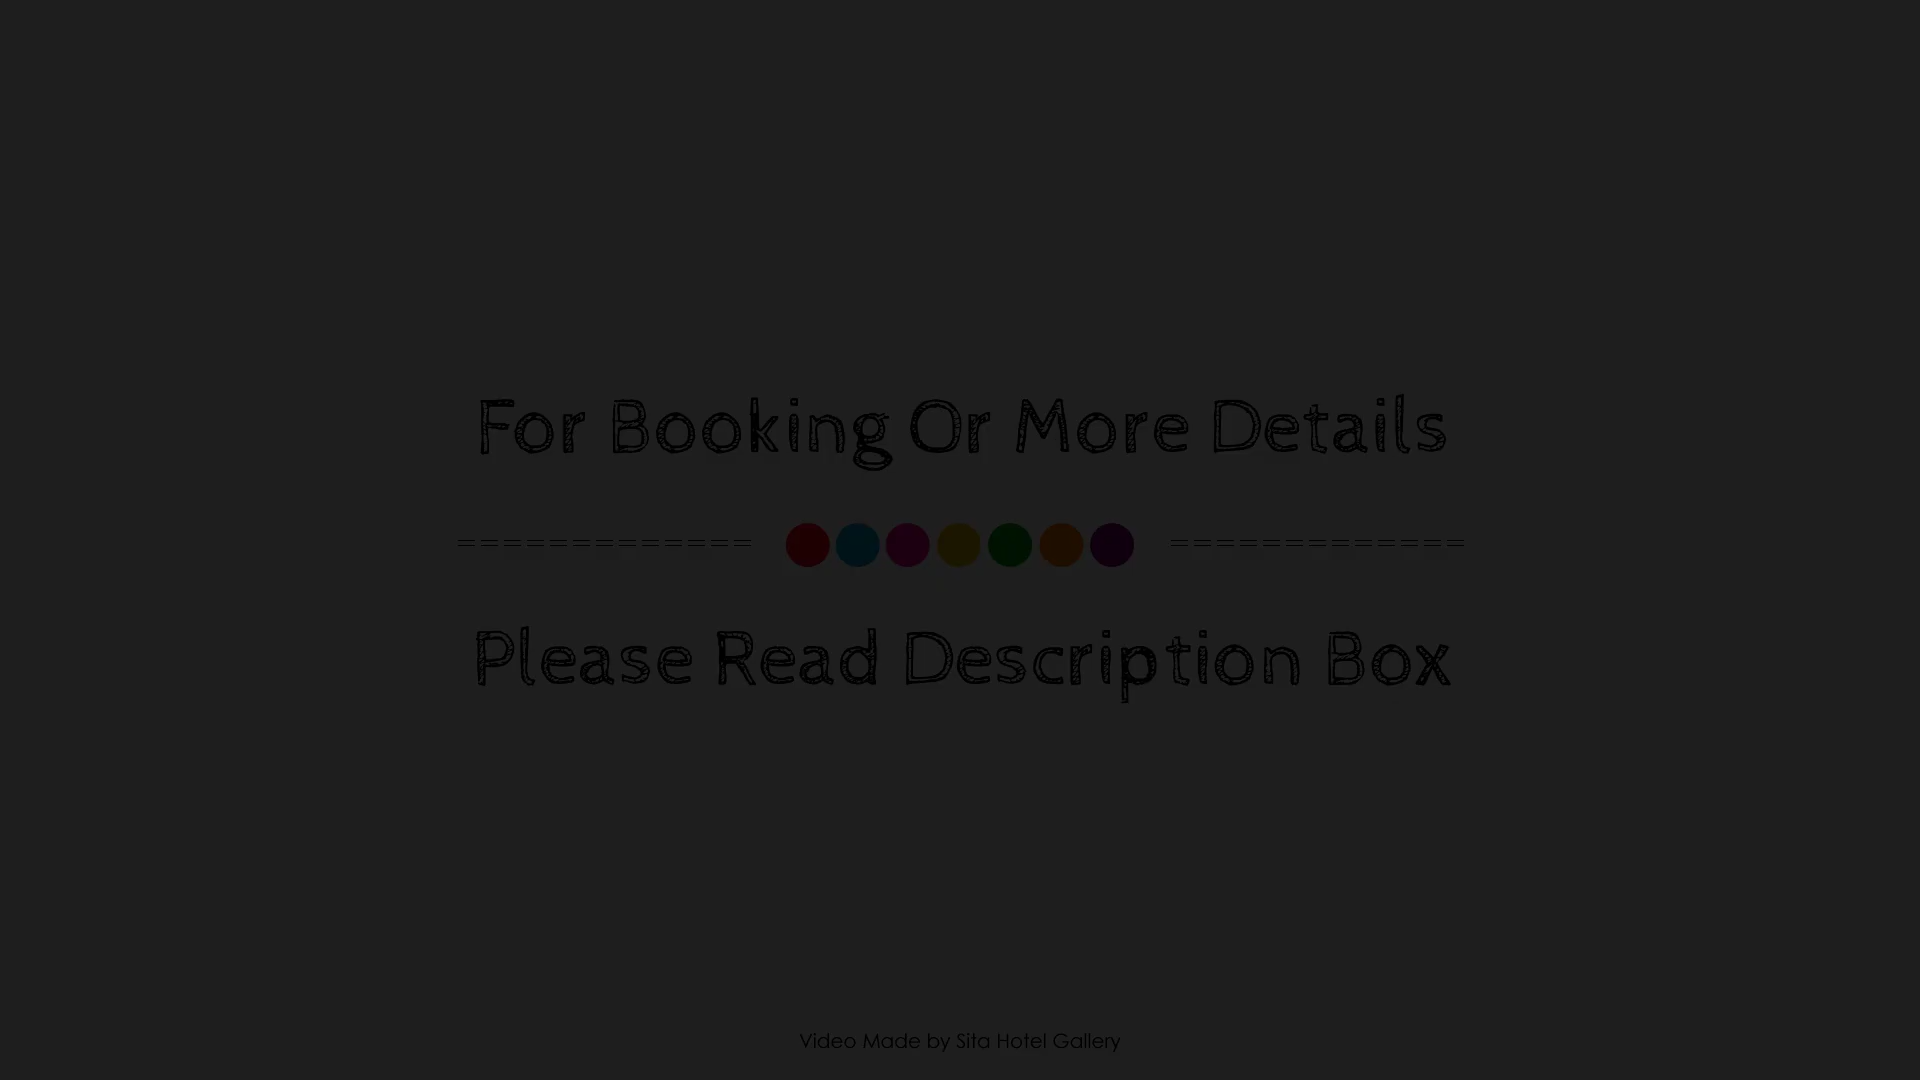 For Booking Or More Details
============= =============
Please Read Description Box
Video Made by Sita Hotel Gallery